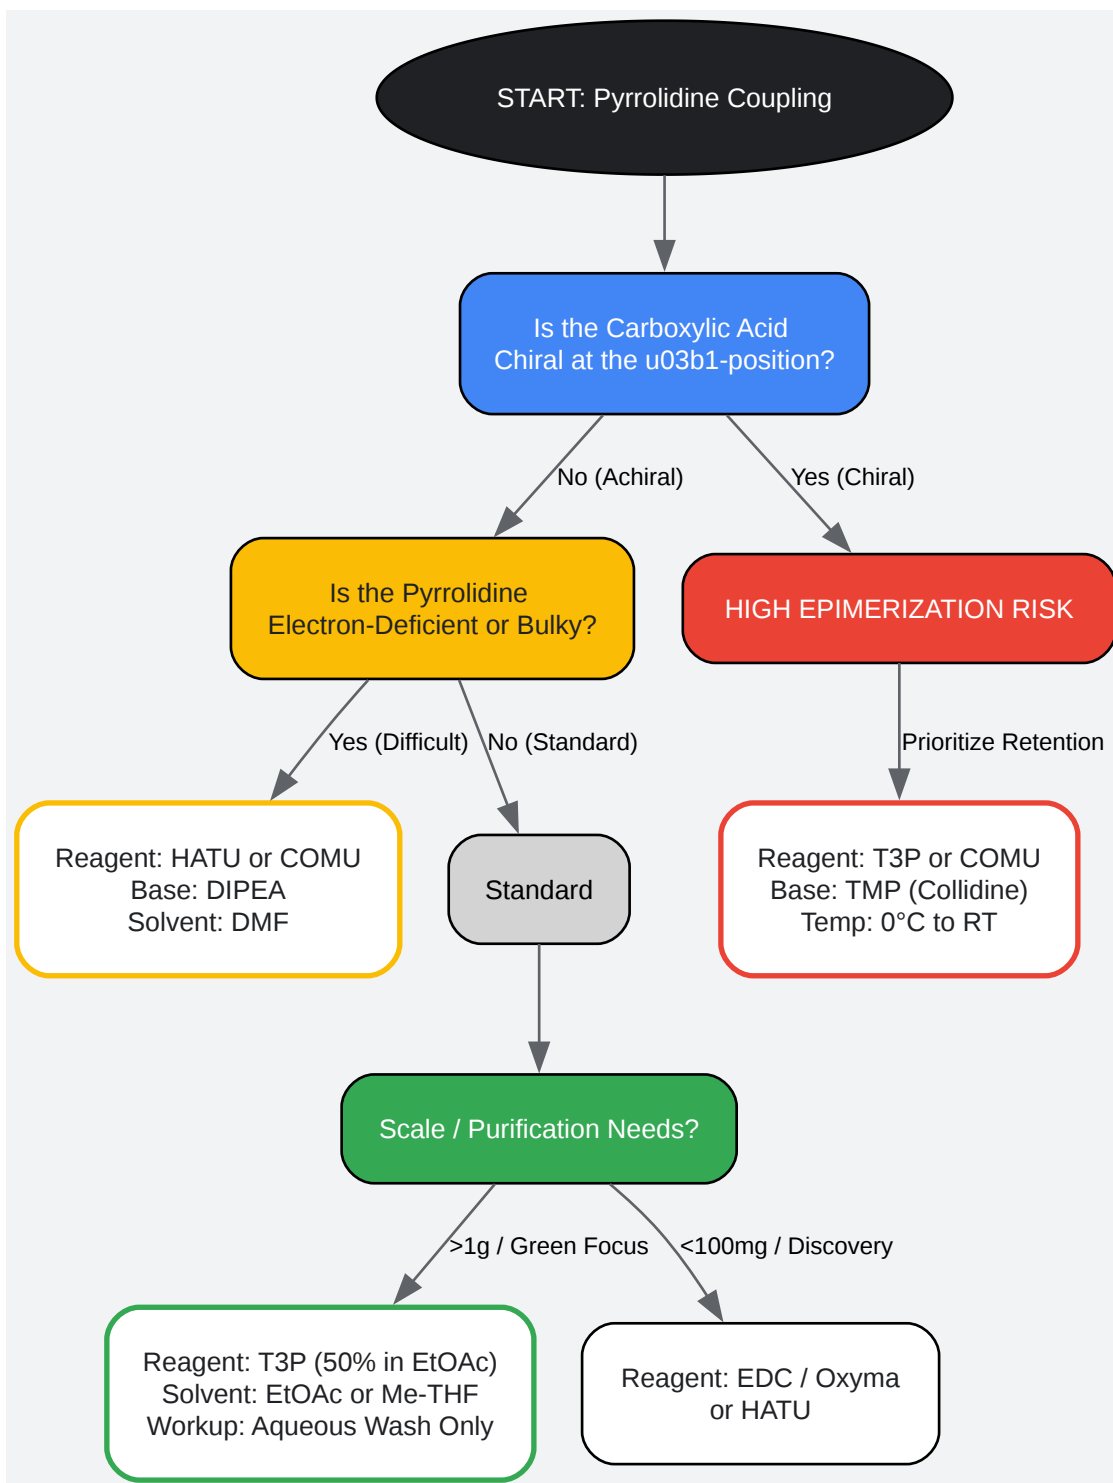 START: Pyrrolidine Coupling
Is the Carboxylic Acid
Chiral at the u03b1-position?
No (Achiral)
Yes (Chiral)
Is the Pyrrolidine
Electron-Deficient or Bulky?
HIGH EPIMERIZATION RISK
Yes (Difficult)
No (Standard)
Prioritize Retention
Reagent: HATU or COMU
Base: DIPEA
Solvent: DMF
Standard
Reagent: T3P or COMU
Base: TMP (Collidine)
Temp: 0°C to RT
Scale / Purification Needs?
>1g / Green Focus
<100mg / Discovery
Reagent: T3P (50% in EtOAc)
Solvent: EtOAc or Me-THF
Workup: Aqueous Wash Only
Reagent: EDC / Oxyma
or HATU